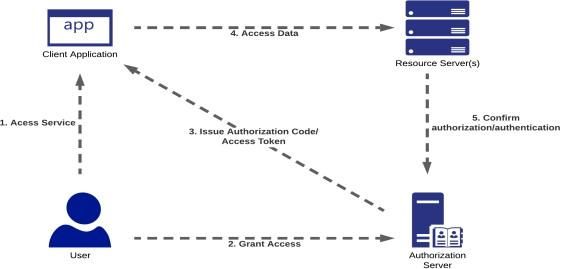 app
Client Application
4. Access Data
Resource Server(s)
1. Acess Service
3. Issue Authorization Code/
Access Token
5. Confirm
authorization/authentication
User
2. Grant Access
Authorization
Server